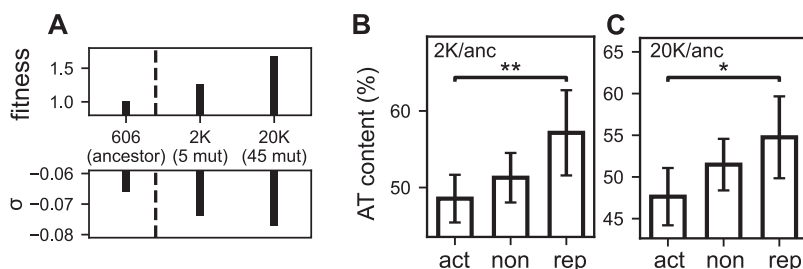 A
fitness
1.5
1.0
606 2K 20K
(ancestor) (5 mut) (45 mut)
σ
−0.06
−0.07
−0.08
B
AT content (%)
2K/anc
**
60
50
act non rep
C
20K/anc
*
65
60
55
50
45
act non rep